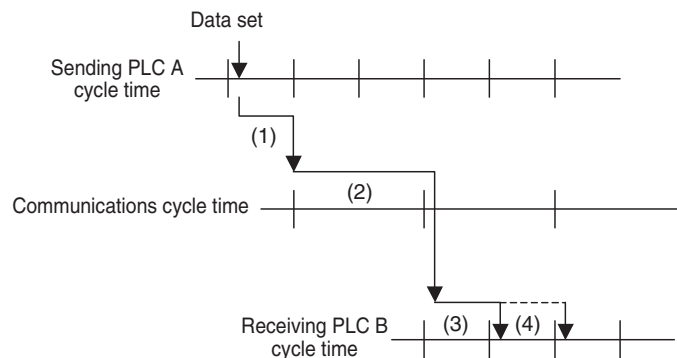 Data set
Sending PLC A
cycle time
(1)
(2)
Communications cycle time
(3)
(4)
Receiving PLC B
cycle time